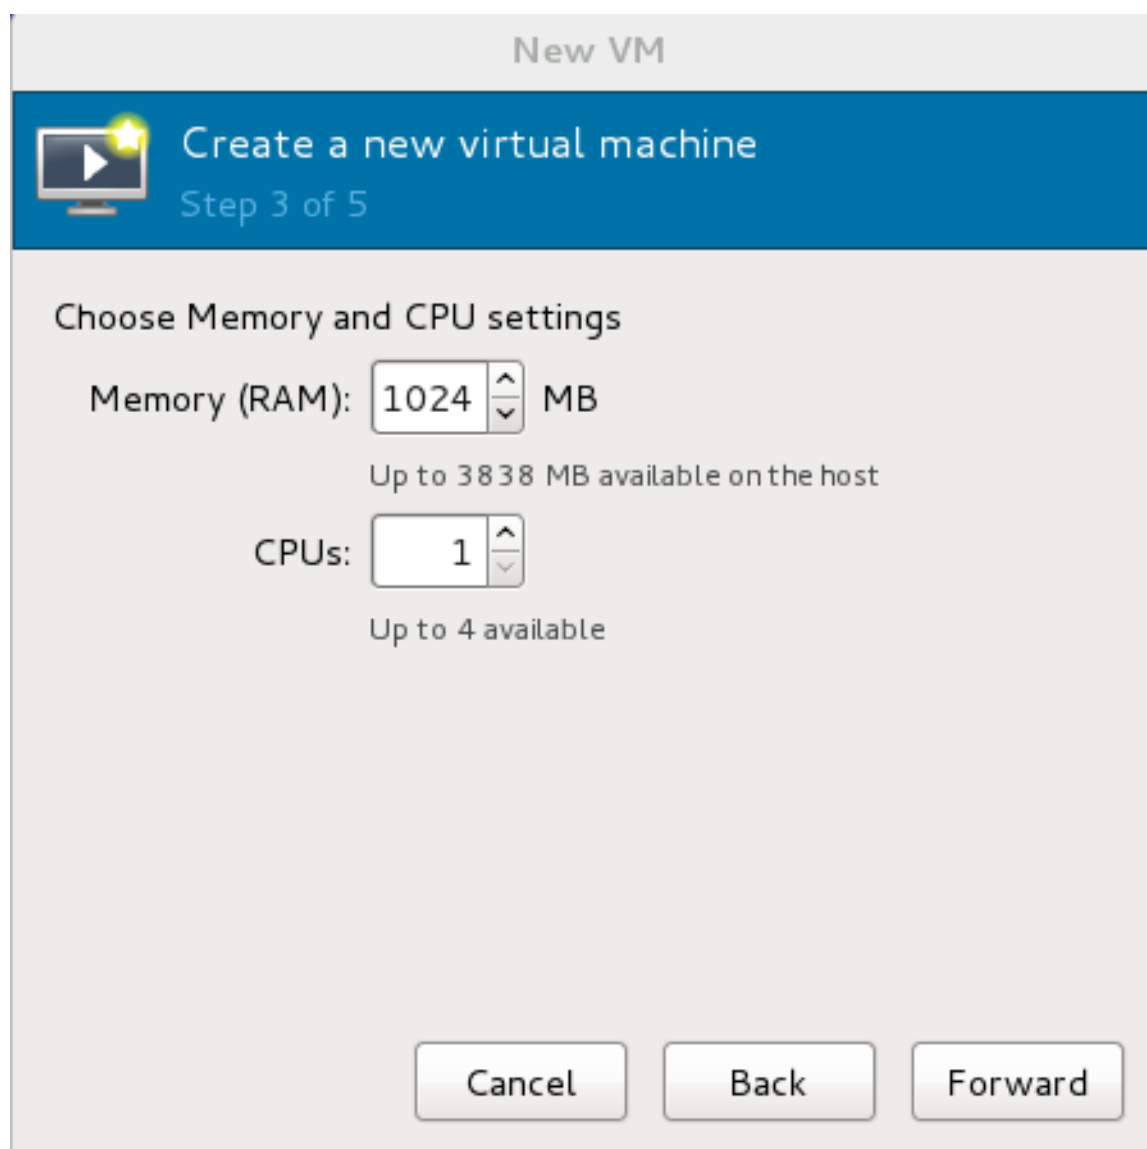 New VM
Create a new virtual machine
Step 3 of 5
Choose Memory and CPU settings
Memory (RAM): 1024 MB
Up to 3838 MB available on the host
CPUs: 1
Up to 4 available
Cancel Back Forward